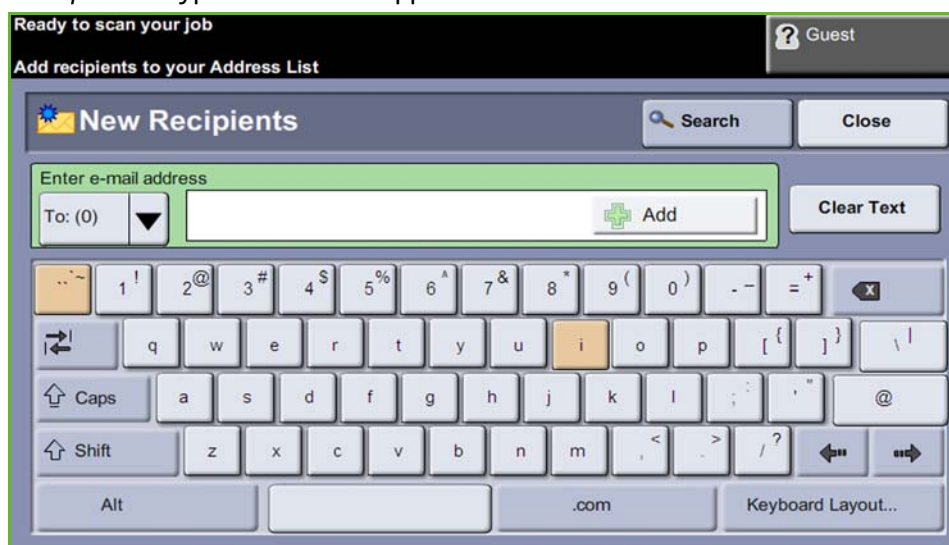 Ready to scan your job
Guest
Add recipients to your Address List
New Recipients
Search
Close
Enter e-mail address
To: (0)
Add
Clear Text
¨ ` ~ 1 ! 2 @ 3 # 4 $ 5 % 6 ^ 7 & 8 * 9 ( 0 ) - _ = +
q w e r t y u i o p [ { ] } \ |
Caps a s d f g h j k l ; : ' " @
Shift z x c v b n m , < . > / ?
Alt .com Keyboard Layout...